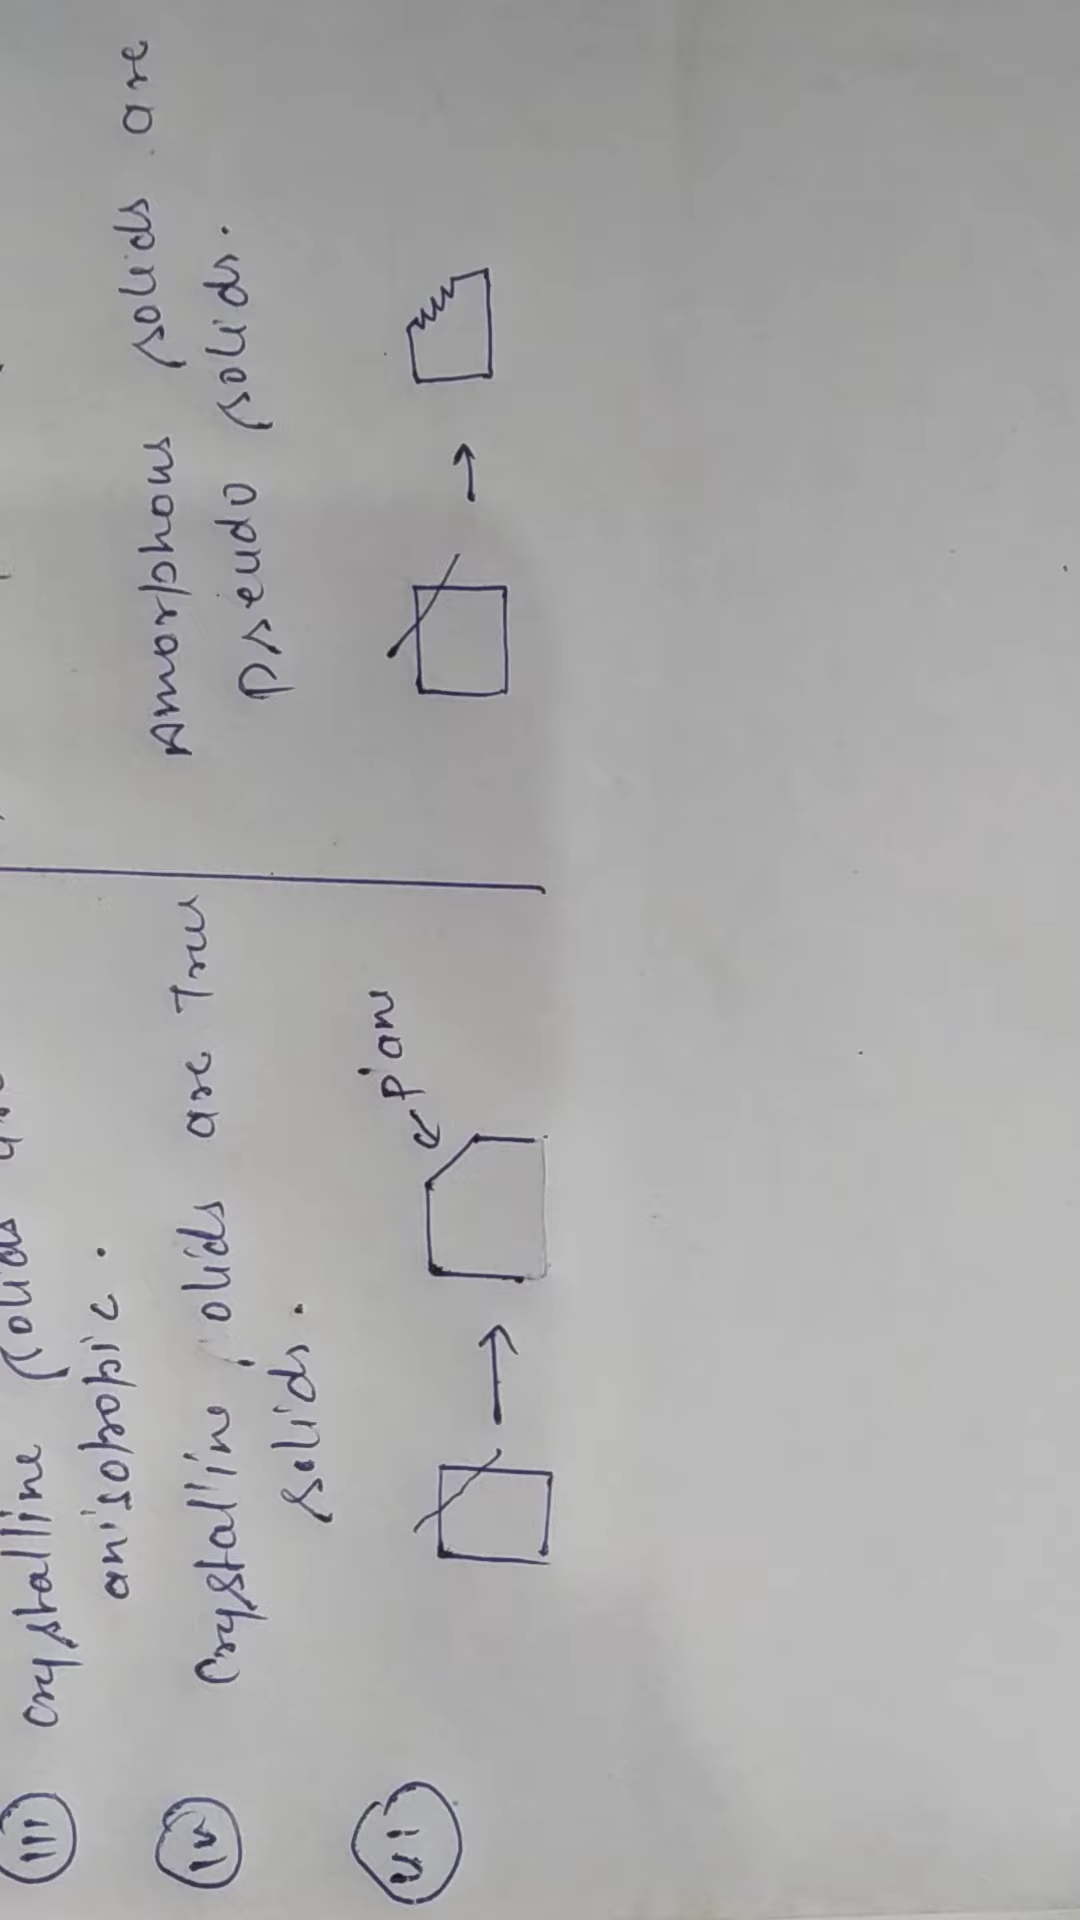 (iii) crystalline solids are
anisotropic.
(iv) Crystalline solids are True
solids.
Amorphous solids are
pseudo solids.
(vi)